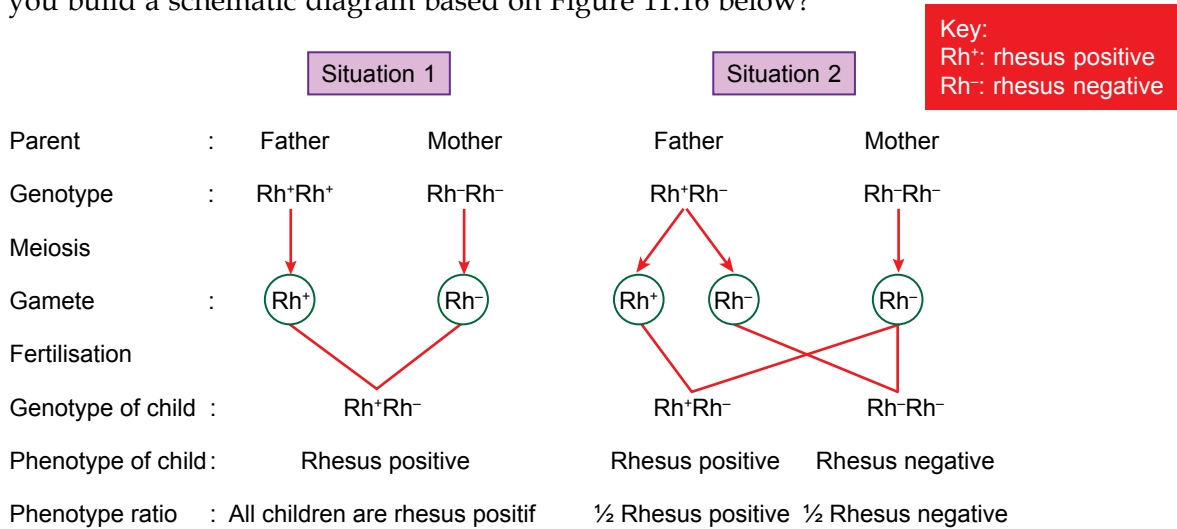 you build a schematic diagram based on Figure 11.16 below?
Key:
Rh⁺: rhesus positive
Rh⁻: rhesus negative
Situation 1 Situation 2
Parent : Father Mother Father Mother
Genotype : Rh⁺Rh⁺ Rh⁻Rh⁻ Rh⁺Rh⁻ Rh⁻Rh⁻
Meiosis
Gamete : Rh⁺ Rh⁻ Rh⁺ Rh⁻ Rh⁻
Fertilisation
Genotype of child : Rh⁺Rh⁻ Rh⁺Rh⁻ Rh⁻Rh⁻
Phenotype of child : Rhesus positive Rhesus positive Rhesus negative
Phenotype ratio : All children are rhesus positif ½ Rhesus positive ½ Rhesus negative